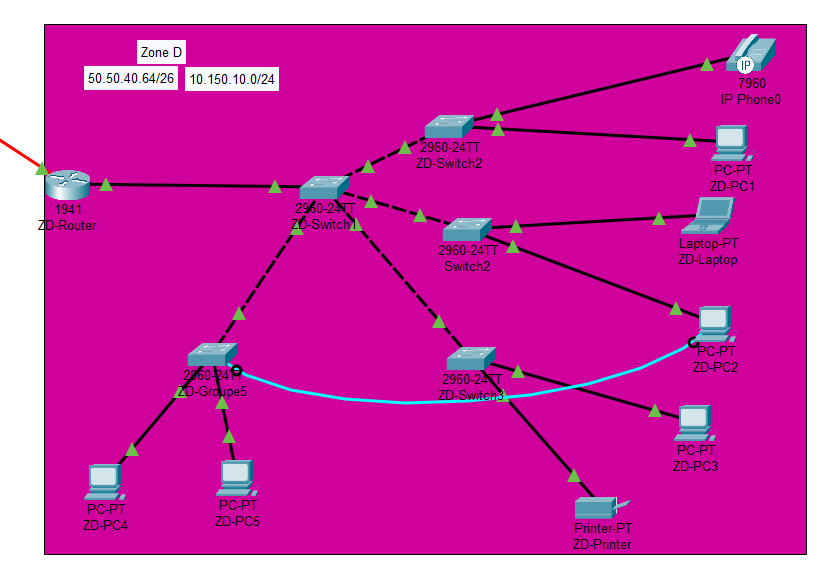 Zone D
50.50.40.64/26
10.150.10.0/24
IP
7960
IP Phone0
2960-24TT
ZD-Switch2
PC-PT
ZD-PC1
1941
ZD-Router
2960-24TT
ZD-Switch1
2960-24TT
Switch2
Laptop-PT
ZD-Laptop
PC-PT
ZD-PC2
2960-24TT
ZD-Groupe5
2960-24TT
ZD-Switch3
PC-PT
ZD-PC3
PC-PT
ZD-PC4
PC-PT
ZD-PC5
Printer-PT
ZD-Printer